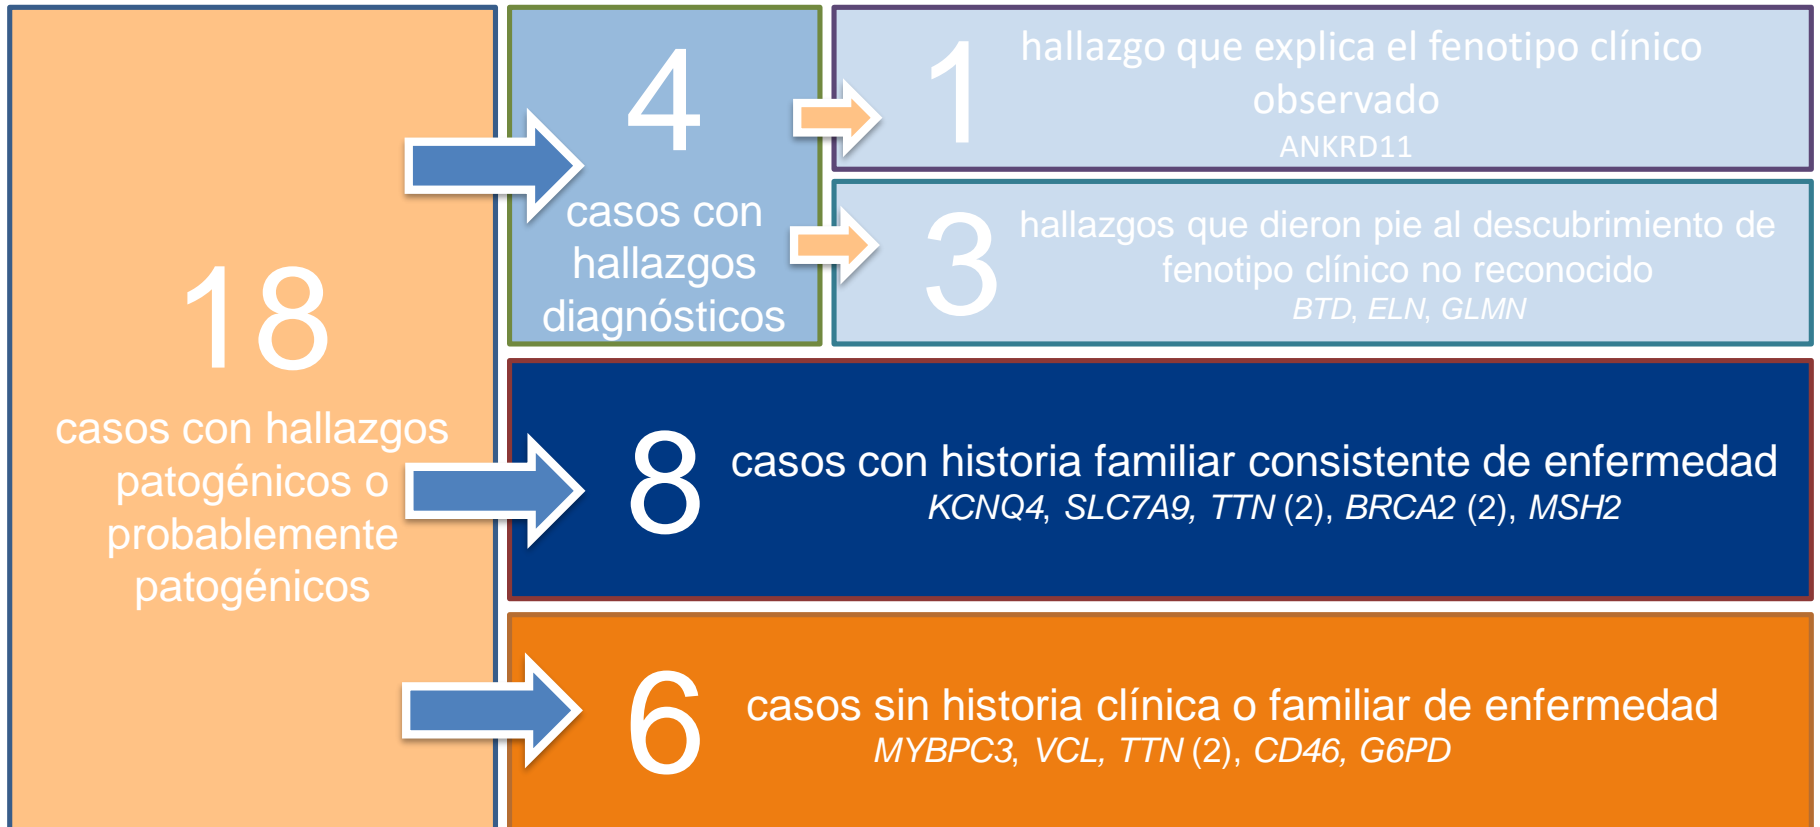 18
casos con hallazgos
patogénicos o
probablemente
patogénicos
4
casos con
hallazgos
diagnósticos
1
hallazgo que explica el fenotipo clínico
observado
ANKRD11
3
hallazgos que dieron pie al descubrimiento de
fenotipo clínico no reconocido
BTD, ELN, GLMN
8
casos con historia familiar consistente de enfermedad
KCNQ4, SLC7A9, TTN (2), BRCA2 (2), MSH2
6
casos sin historia clínica o familiar de enfermedad
MYBPC3, VCL, TTN (2), CD46, G6PD